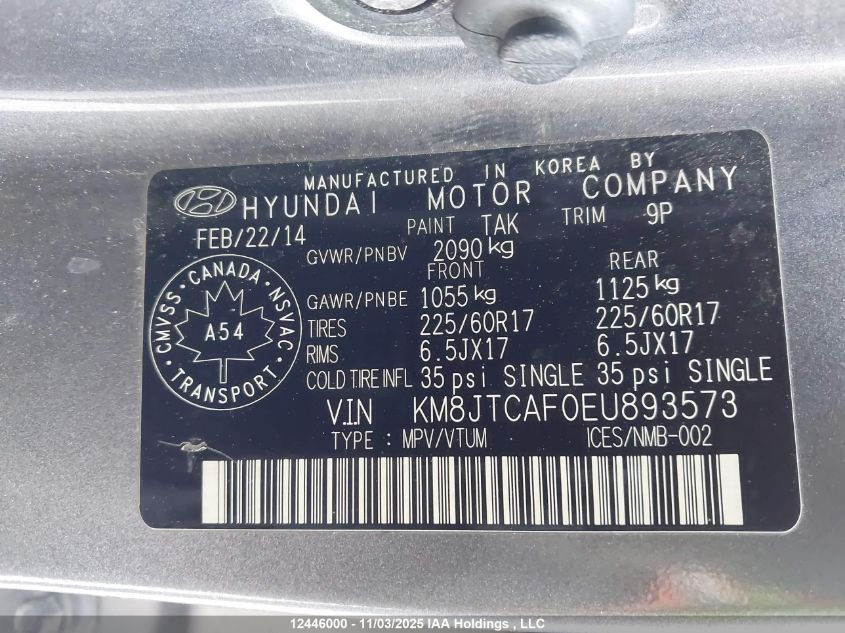 MANUFACTURED IN KOREA BY
HYUNDAI MOTOR COMPANY
FEB/22/14 PAINT TAK TRIM 9P
GVWR/PNBV 2090 kg
FRONT REAR
GAWR/PNBE 1055 kg 1125 kg
TIRES 225/60R17 225/60R17
RIMS 6.5JX17 6.5JX17
COLD TIRE INFL 35 psi SINGLE 35 psi SINGLE
CMVSS · CANADA · NSVAC · TRANSPORT ·
A54
V.I.N KM8JTCAF0EU893573
TYPE : MPV/VTUM ICES/NMB-002
12446000 - 11/03/2025 IAA Holdings , LLC